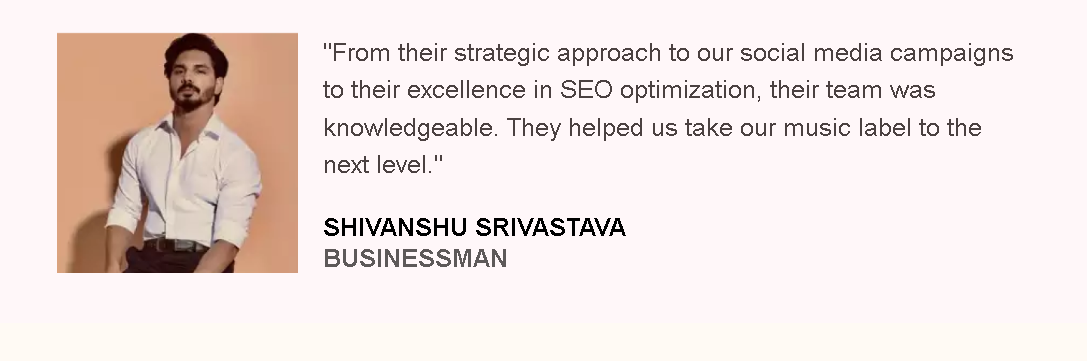 "From their strategic approach to our social media campaigns
to their excellence in SEO optimization, their team was
knowledgeable. They helped us take our music label to the
next level."
SHIVANSHU SRIVASTAVA
BUSINESSMAN